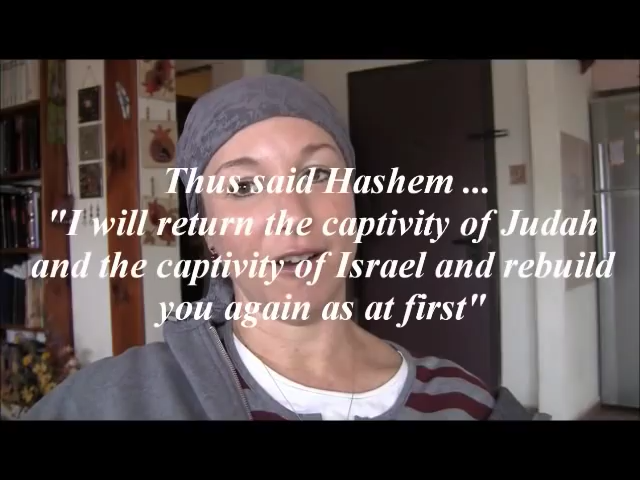 Thus said Hashem ...
"I will return the captivity of Judah
and the captivity of Israel and rebuild
you again as at first"